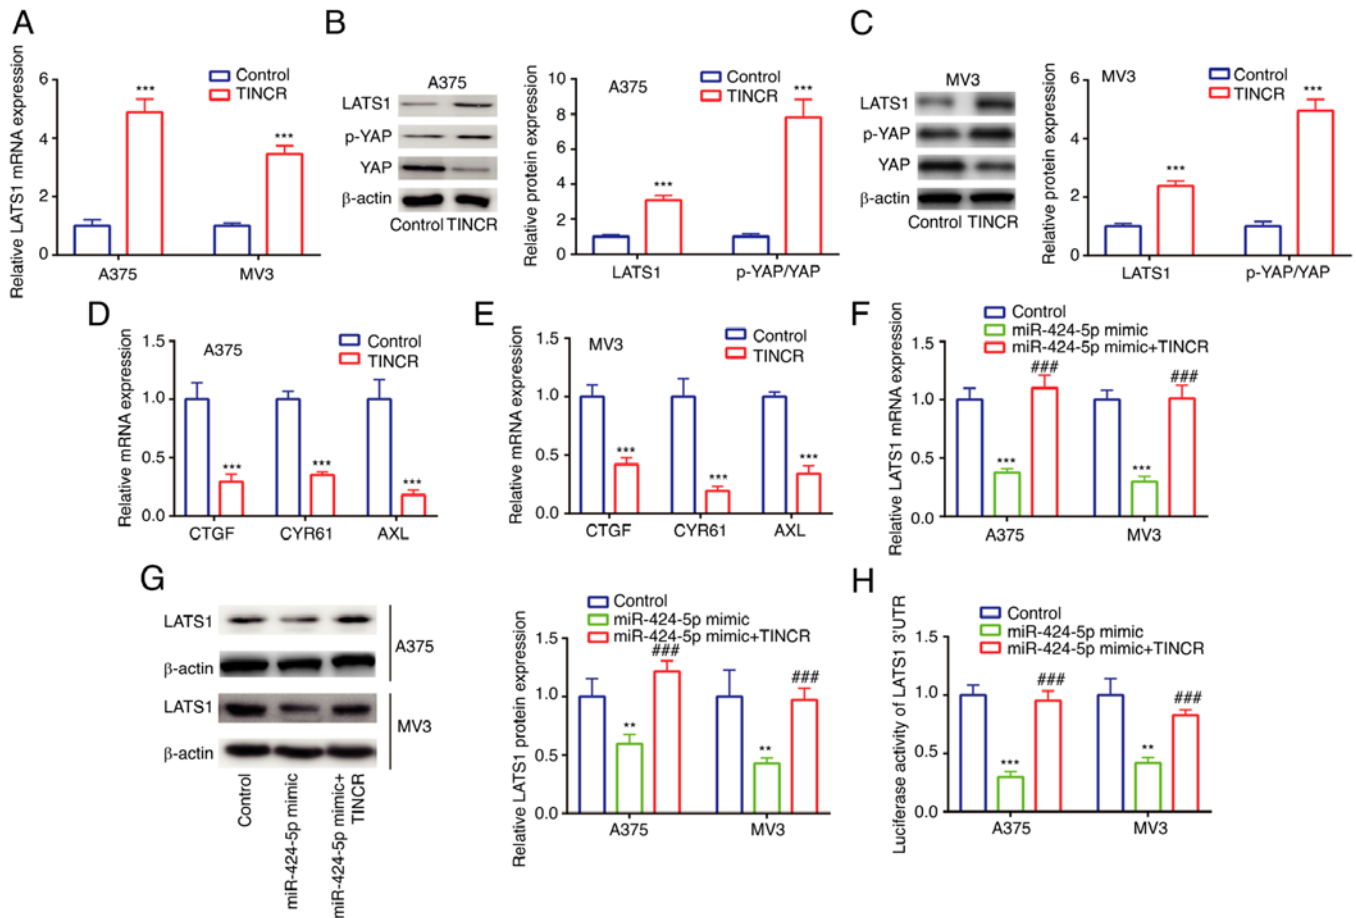 A
Relative LATS1 mRNA expression
6
4
2
0
***
***
Control
TINCR
A375
MV3
B
A375
LATS1
p-YAP
YAP
β-actin
Control TINCR
Relative protein expression
10
8
6
4
2
0
A375
Control
TINCR
***
***
LATS1
p-YAP/YAP
C
MV3
LATS1
p-YAP
YAP
β-actin
Control TINCR
Relative protein expression
6
4
2
0
MV3
Control
TINCR
***
***
LATS1
p-YAP/YAP
D
Relative mRNA expression
1.5
1.0
0.5
0.0
A375
Control
TINCR
***
***
***
CTGF
CYR61
AXL
E
Relative mRNA expression
1.5
1.0
0.5
0.0
MV3
Control
TINCR
***
***
***
CTGF
CYR61
AXL
F
Control
miR-424-5p mimic
miR-424-5p mimic+TINCR
Relative LATS1 mRNA expression
1.5
1.0
0.5
0.0
***
###
***
###
A375
MV3
G
LATS1
β-actin
A375
LATS1
β-actin
MV3
Control
miR-424-5p mimic
miR-424-5p mimic+
TINCR
Control
miR-424-5p mimic
miR-424-5p mimic+TINCR
Relative LATS1 protein expression
1.5
1.0
0.5
0.0
**
###
**
###
A375
MV3
H
Control
miR-424-5p mimic
miR-424-5p mimic+TINCR
Luciferase activity of LATS1 3'UTR
1.5
1.0
0.5
0.0
***
###
**
###
A375
MV3